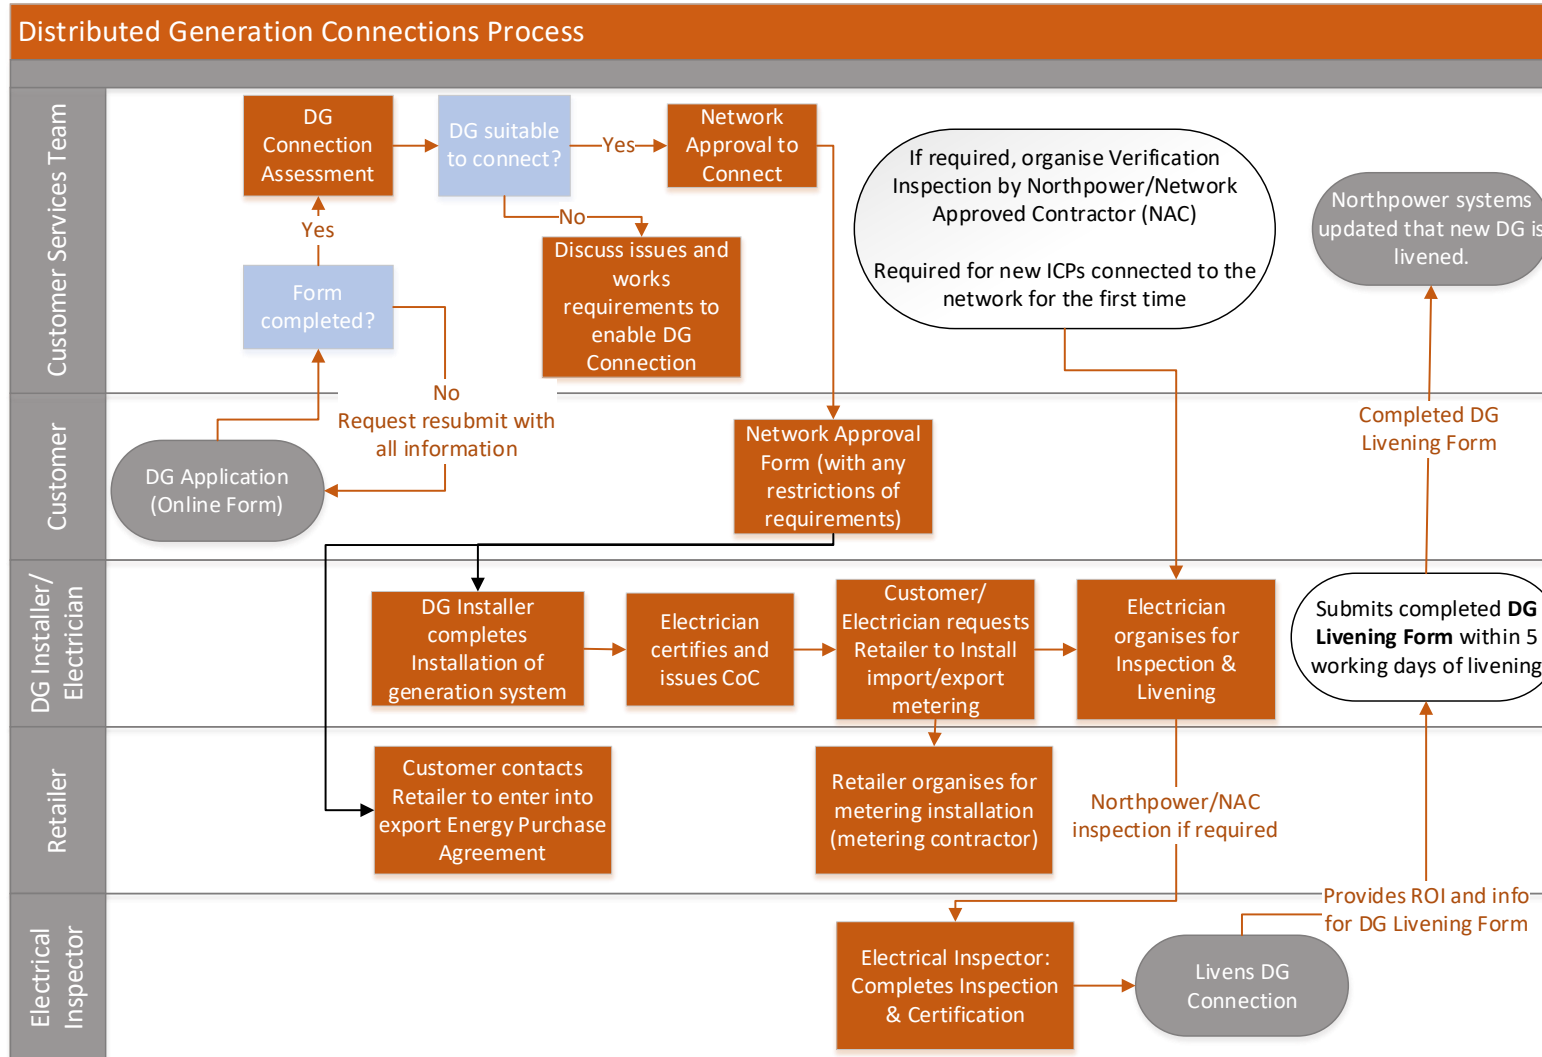 Distributed Generation Connections Process
Customer Services Team
DG
Connection
Assessment
DG suitable
to connect?
Yes
Network
Approval to
Connect
No
Discuss issues and
works
requirements to
enable DG
Connection
Yes
Form
completed?
No
Request resubmit with
all information
If required, organise Verification
Inspection by Northpower/Network
Approved Contractor (NAC)
Required for new ICPs connected to the
network for the first time
Northpower systems
updated that new DG is
livened.
Customer
DG Application
(Online Form)
Network Approval
Form (with any
restrictions of
requirements)
Completed DG
Livening Form
DG Installer/
Electrician
DG Installer
completes
Installation of
generation system
Electrician
certifies and
issues CoC
Customer/
Electrician requests
Retailer to Install
import/export
metering
Electrician
organises for
Inspection &
Livening
Submits completed DG
Livening Form within 5
working days of livening
Retailer
Customer contacts
Retailer to enter into
export Energy Purchase
Agreement
Retailer organises for
metering installation
(metering contractor)
Northpower/NAC
inspection if required
Electrical
Inspector
Electrical Inspector:
Completes Inspection
& Certification
Livens DG
Connection
Provides ROI and info
for DG Livening Form